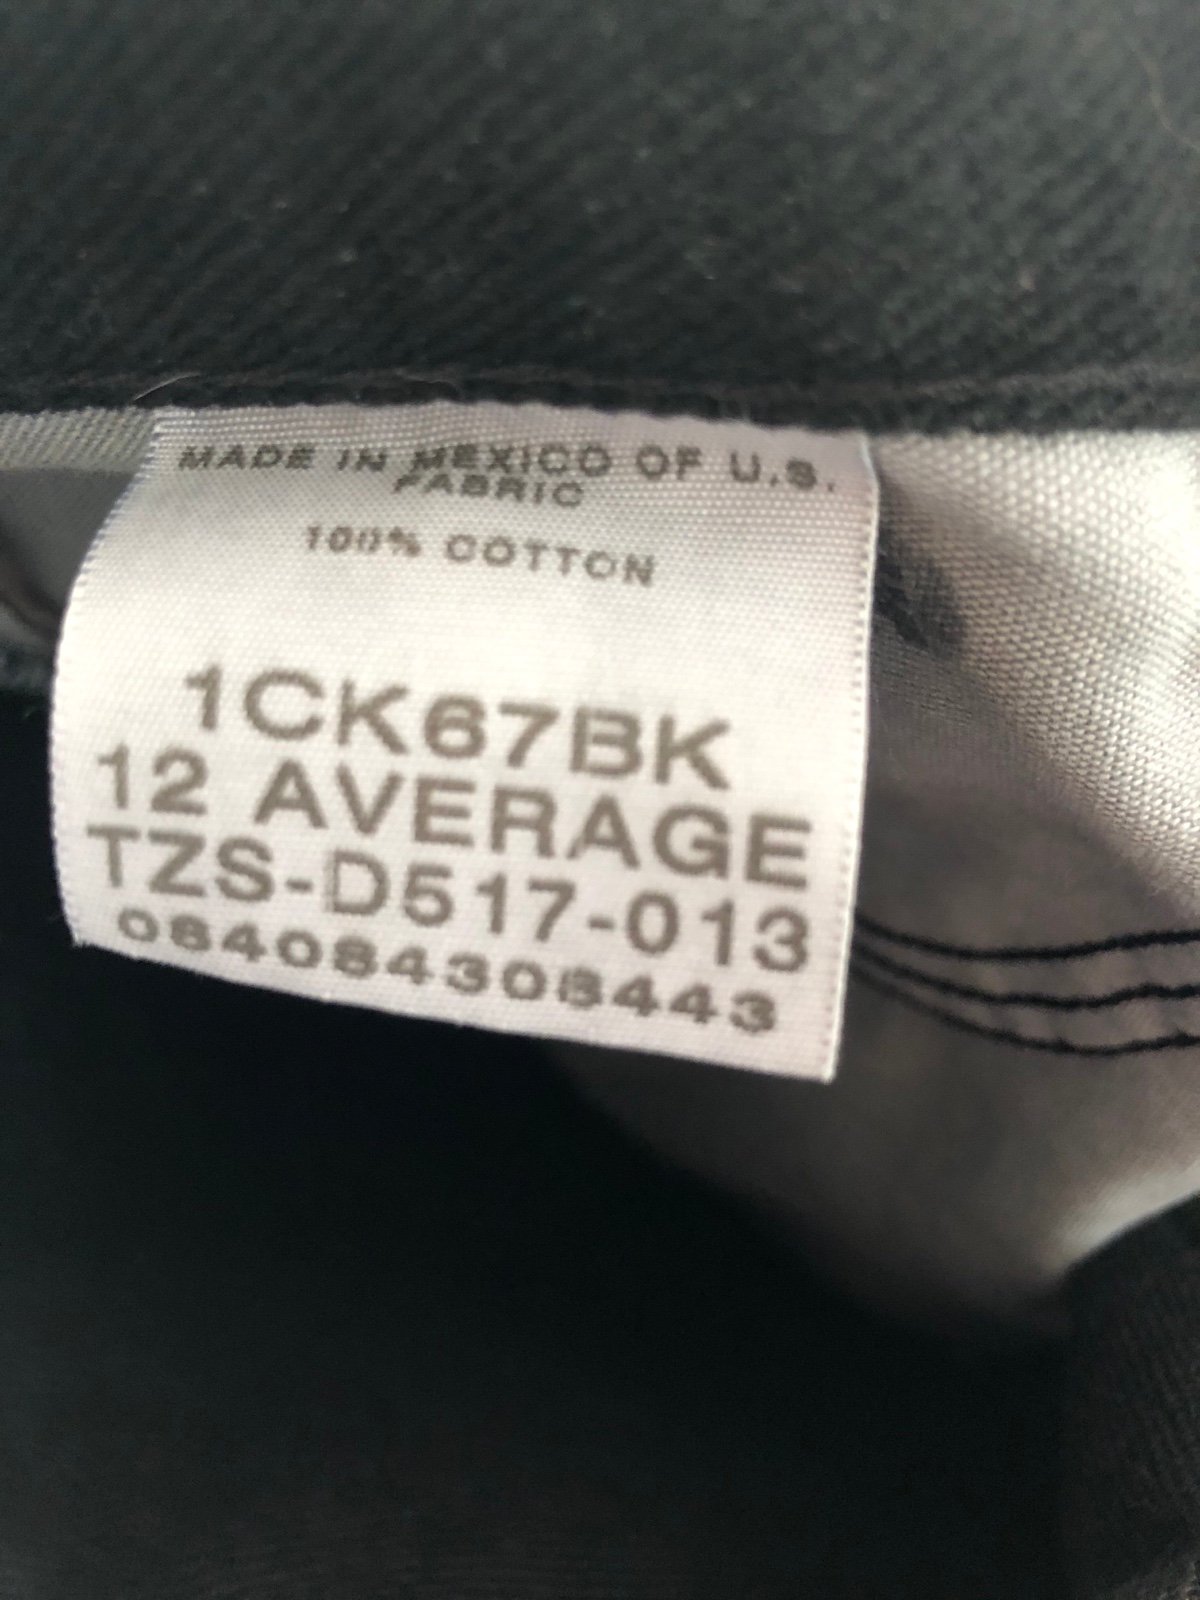 MADE IN MEXICO OF U.S.
FABRIC
100% COTTON
1CK67BK
12 AVERAGE
TZS-D517-013
084084308443